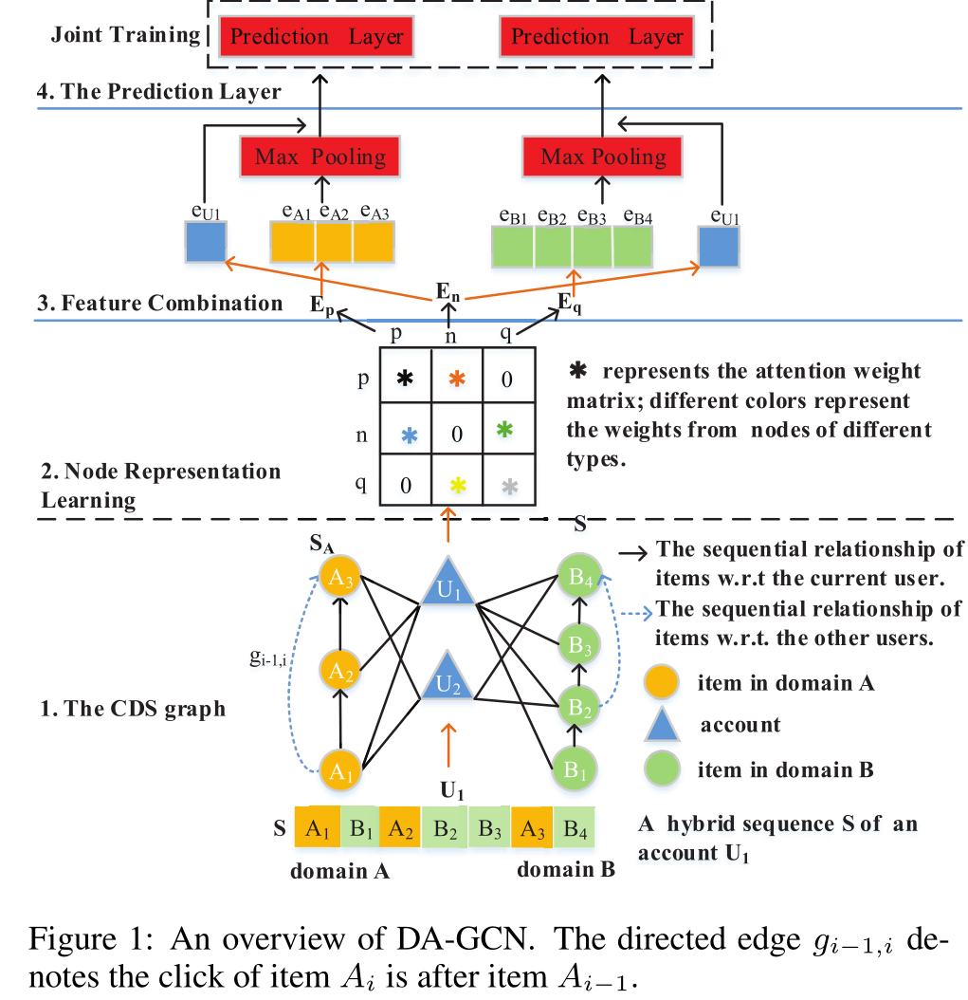 Joint Training
Prediction Layer
Prediction Layer
4. The Prediction Layer
Max Pooling
Max Pooling
eU1
eA1 eA2 eA3
eB1 eB2 eB3 eB4
eU1
3. Feature Combination
Ep
En
Eq
p n q
p * * 0
n * 0 *
q 0 * *
* represents the attention weight
matrix; different colors represent
the weights from nodes of different
types.
2. Node Representation
Learning
SA
S
A3
U1
B4
The sequential relationship of
items w.r.t the current user.
The sequential relationship of
items w.r.t. the other users.
gi-1,i
A2
U2
B3
B2
1. The CDS graph
item in domain A
account
item in domain B
A1
B1
U1
S A1 B1 A2 B2 B3 A3 B4
domain A
domain B
A hybrid sequence S of an
account U1
Figure 1: An overview of DA-GCN. The directed edge gi−1,i de-
notes the click of item Ai is after item Ai−1.